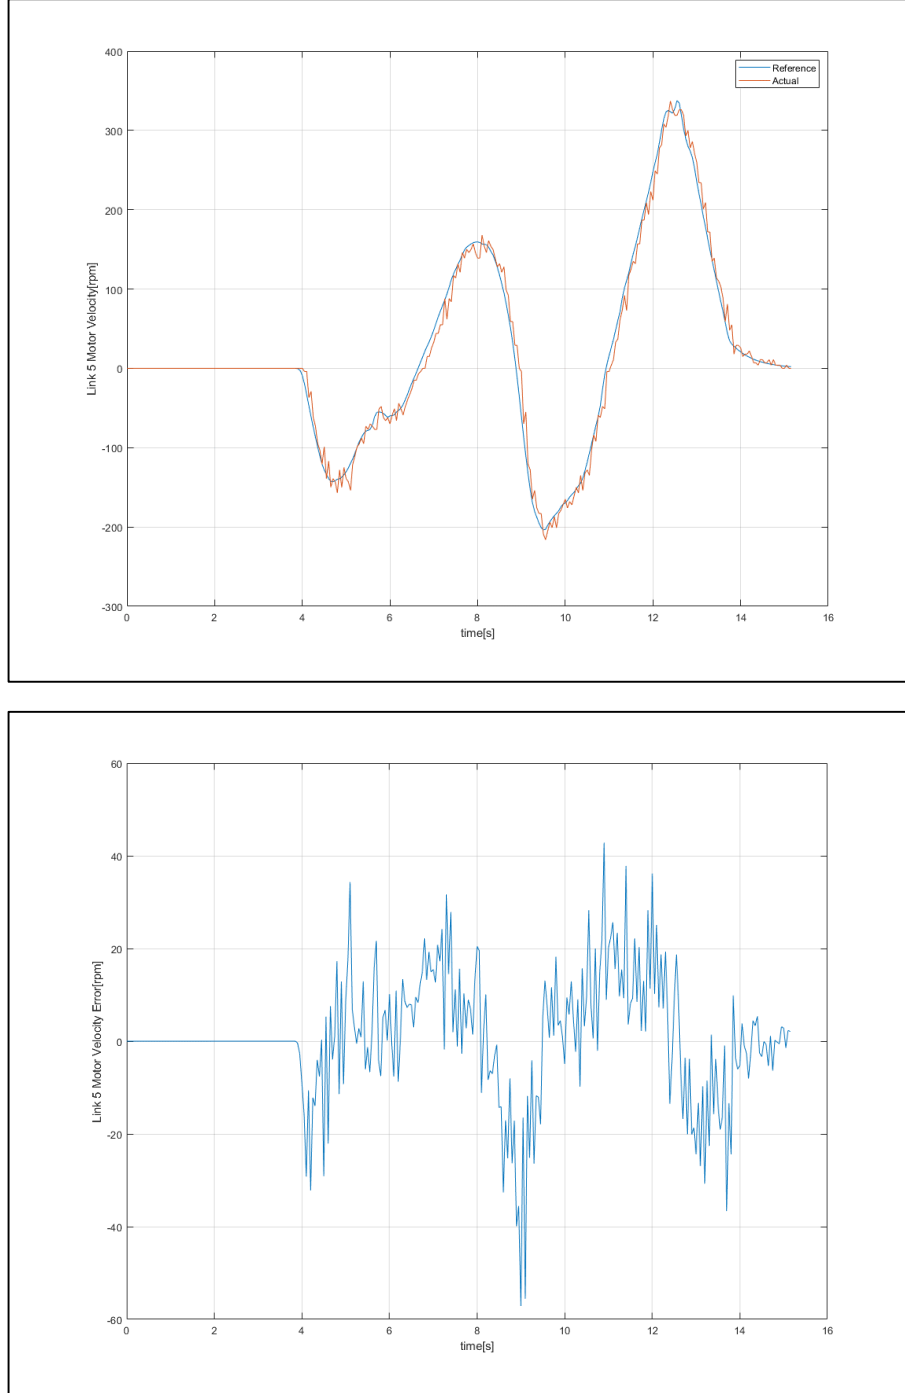 400
300
200
100
0
-100
-200
-300
Link 5 Motor Velocity[rpm]
Reference
Actual
0 2 4 6 8 10 12 14 16
time[s]
60
40
20
0
-20
-40
-60
Link 5 Motor Velocity Error[rpm]
0 2 4 6 8 10 12 14 16
time[s]